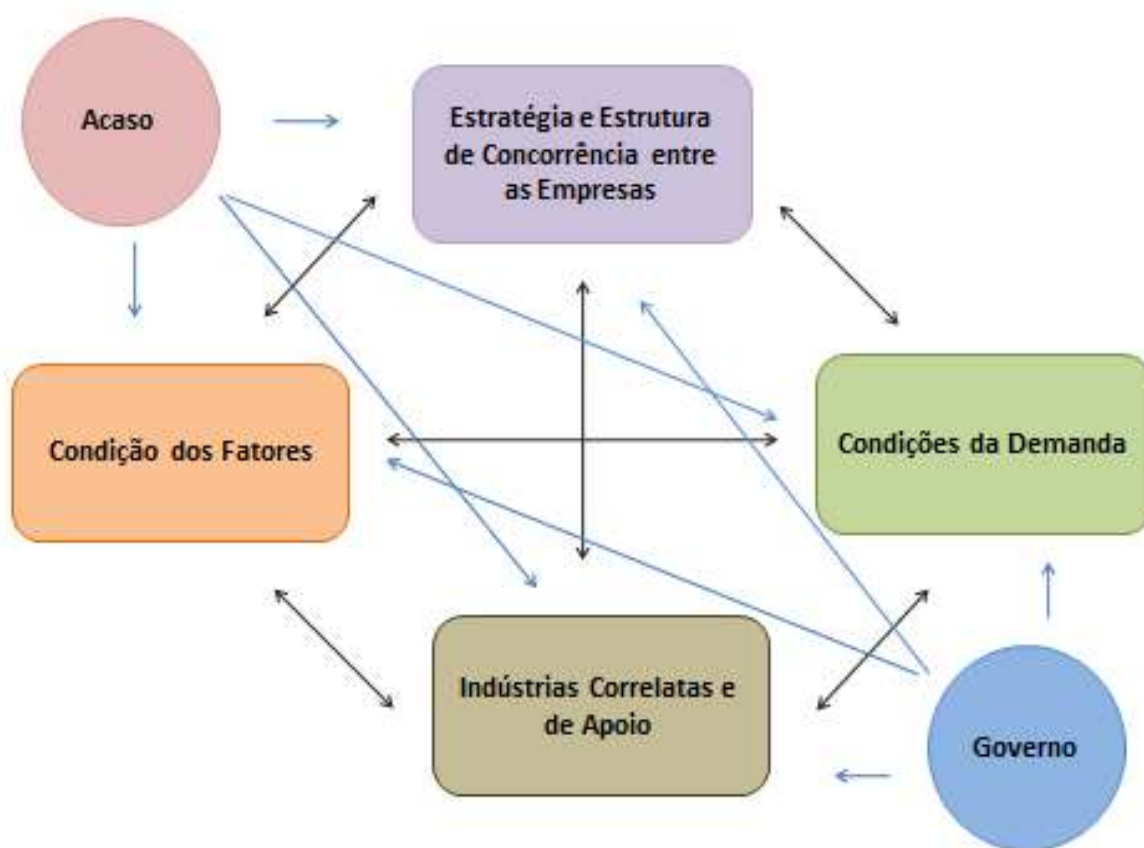 Acaso
Estratégia e Estrutura
de Concorrência entre
as Empresas
Condição dos Fatores
Condições da Demanda
Indústrias Correlatas e
de Apoio
Governo